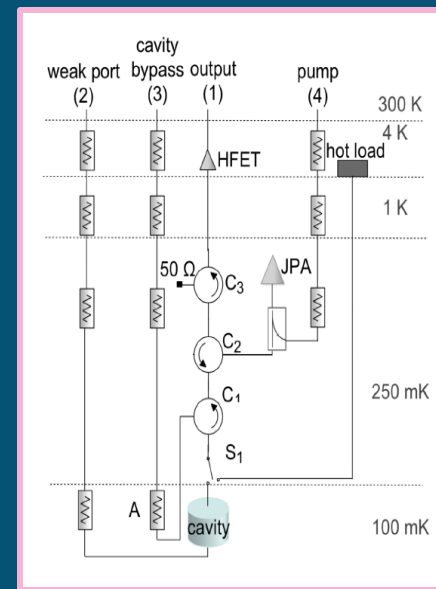 cavity
weak port bypass output pump
(2) (3) (1) (4)
300 K
4 K
hot load
HFET
1 K
50 Ω
C3
JPA
C2
C1
250 mK
S1
A
cavity
100 mK